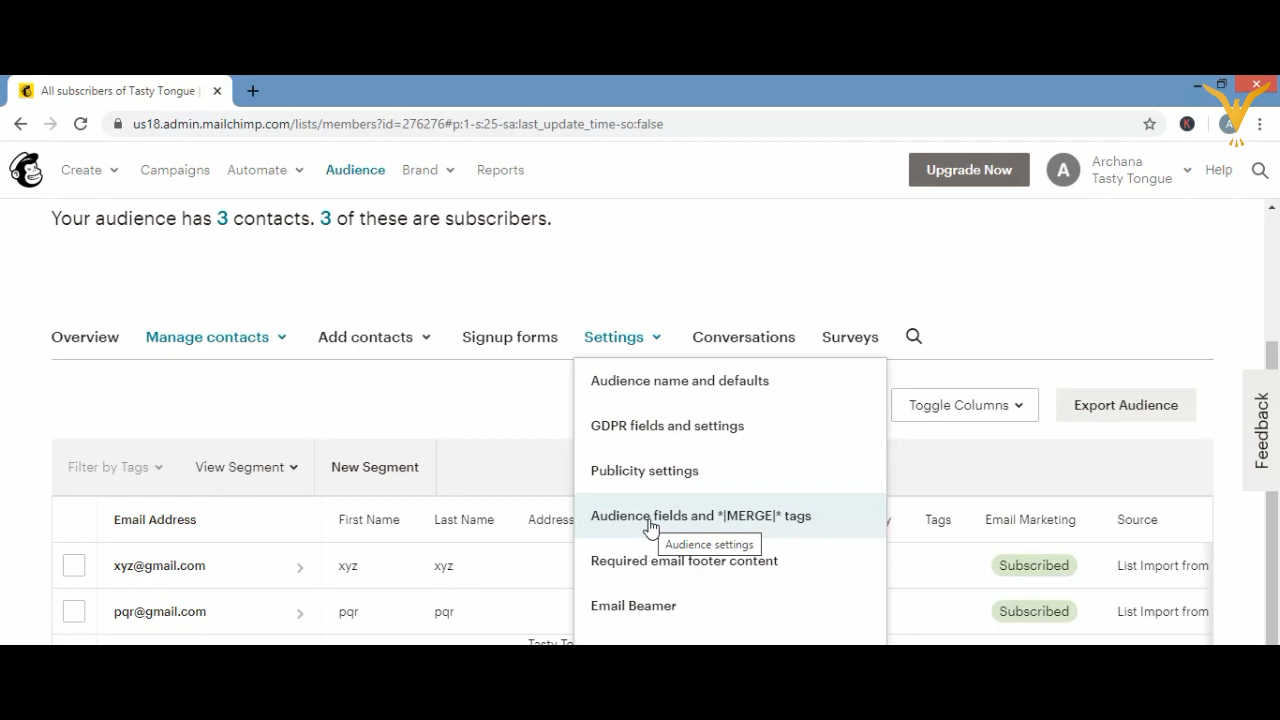 All subscribers of Tasty Tongue |
us18.admin.mailchimp.com/lists/members?id=276276#p:1-s:25-sa:last_update_time-so:false
K
Create
Campaigns
Automate
Audience
Brand
Reports
Upgrade Now
A
Archana
Tasty Tongue
Help
Your audience has 3 contacts. 3 of these are subscribers.
Overview
Manage contacts
Add contacts
Signup forms
Settings
Conversations
Surveys
Audience name and defaults
GDPR fields and settings
Publicity settings
Audience fields and *|MERGE|* tags
Audience settings
Required email footer content
Email Beamer
Toggle Columns
Export Audience
Feedback
Filter by Tags
View Segment
New Segment
Email Address
First Name
Last Name
Address
Tags
Email Marketing
Source
xyz@gmail.com
xyz
xyz
Subscribed
List Import from
pqr@gmail.com
pqr
pqr
Subscribed
List Import from